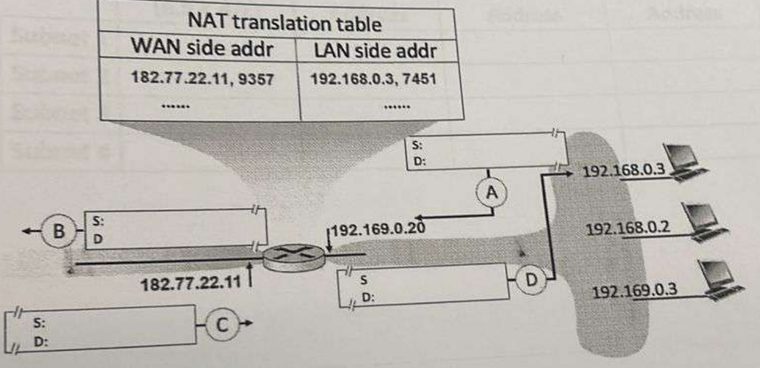 NAT translation table
WAN side addr LAN side addr
182.77.22.11, 9357 192.168.0.3, 7451
...... ......
S:
D:
A
192.168.0.3
B
S:
D
192.169.0.20
192.168.0.2
182.77.22.11
S
D:
D
192.169.0.3
S:
D:
C